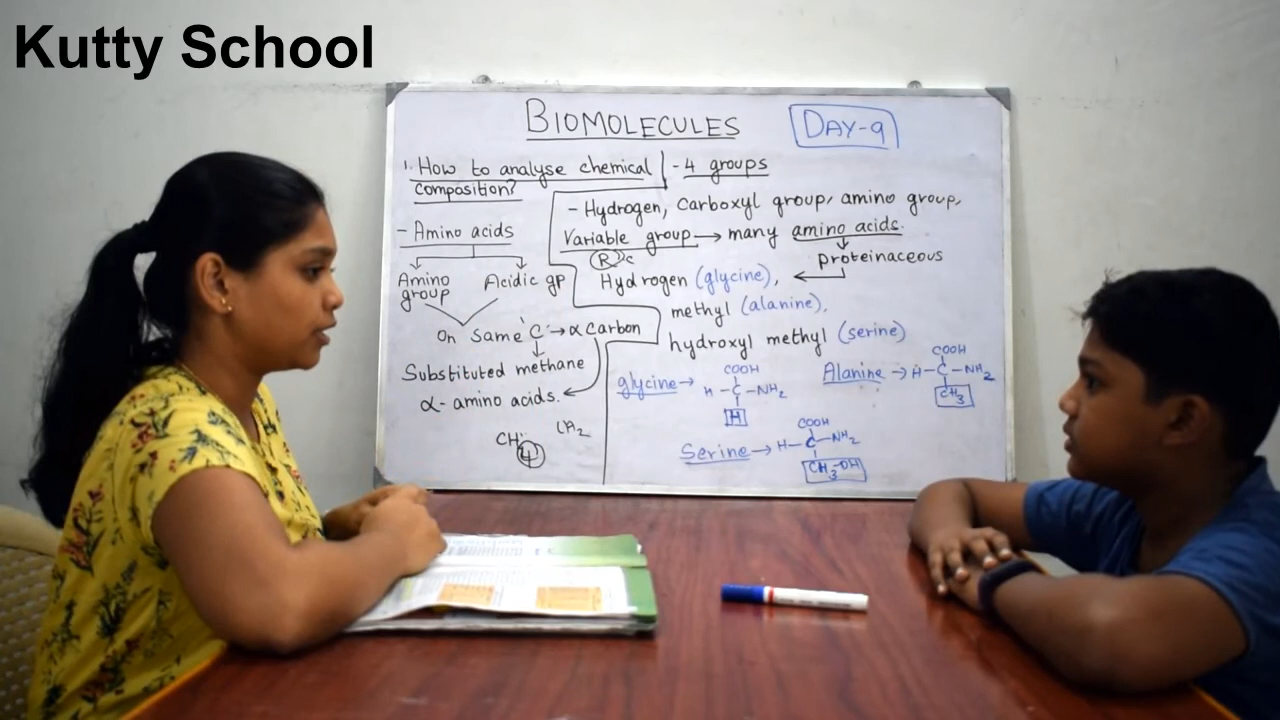 Kutty School
BIOMOLECULES
DAY-9
1. How to analyse chemical
composition?
- Amino acids
Amino
group
Acidic gp
On same 'C' → α Carbon
Substituted methane
α- amino acids.
CH4
- 4 groups
- Hydrogen, Carboxyl group, amino group,
Variable group → many amino acids.
R
proteinaceous
Hydrogen (glycine),
methyl (alanine),
hydroxyl methyl (serine)
glycine →
COOH
H - C - NH2
H
Alanine →
COOH
H - C - NH2
CH3
Serine →
COOH
H - C - NH2
CH3-OH